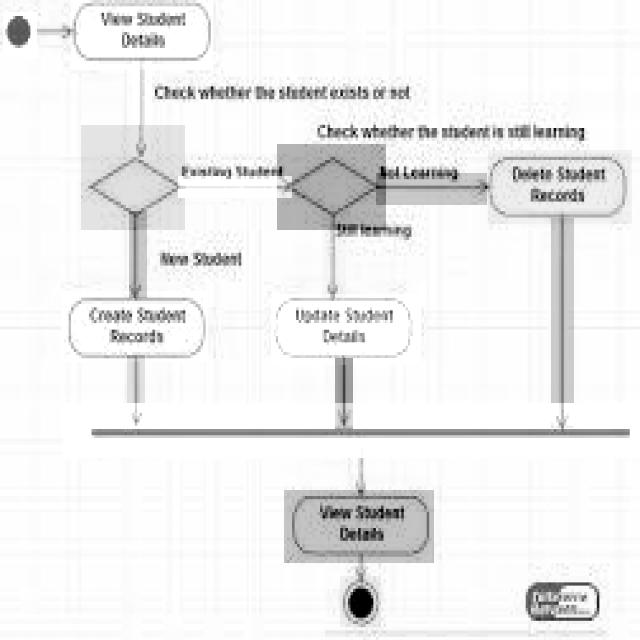 View Student
Details
Check whether the student exists or not
Check whether the student is still learning
Existing Student
Not Learning
Delete Student
Records
Still learning
New Student
Create Student
Records
Update Student
Details
View Student
Details